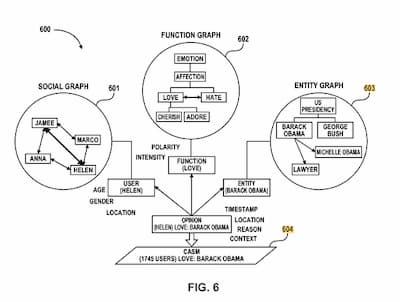 600
FUNCTION GRAPH
602
EMOTION
AFFECTION
LOVE
HATE
CHERISH
ADORE
SOCIAL GRAPH
601
JAMEE
MARCO
ANNA
HELEN
ENTITY GRAPH
603
US
PRESIDENCY
BARACK
OBAMA
GEORGE
BUSH
MICHELLE OBAMA
LAWYER
POLARITY
INTENSITY
FUNCTION
(LOVE)
AGE
GENDER
LOCATION
USER
(HELEN)
ENTITY
(BARACK OBAMA)
TIMESTAMP
LOCATION
REASON
CONTEXT
OPINION
(HELEN) LOVE: BARACK OBAMA
604
CASM
(1745 USERS) LOVE: BARACK OBAMA
FIG. 6